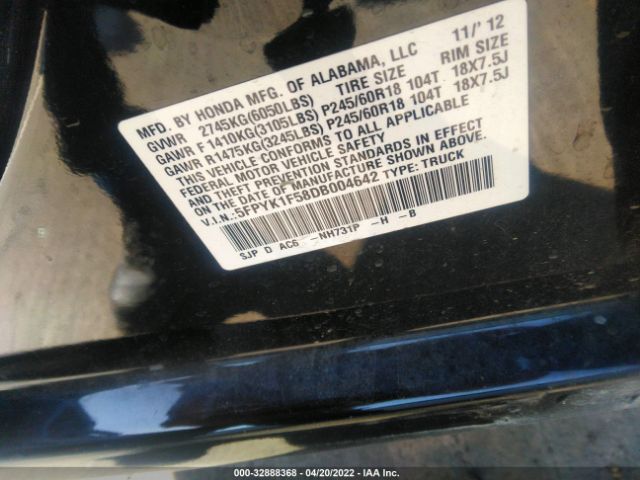 MFD. BY HONDA MFG. OF ALABAMA, LLC 11/'12
GVWR 2745KG(6050LBS) TIRE SIZE RIM SIZE
GAWR F 1410KG(3105LBS) P245/60R18 104T 18X7.5J
GAWR R 1475KG(3245LBS) P245/60R18 104T 18X7.5J
THIS VEHICLE CONFORMS TO ALL APPLICABLE
FEDERAL MOTOR VEHICLE SAFETY
AND THEFT PREVENTION STANDARDS IN EFFECT
ON THE DATE OF MANUFACTURE SHOWN ABOVE.
V.I.N.: 5FPYK1F58DB004642 TYPE: TRUCK
SJP D AC6 -NH731P -H -B
000-32888368 - 04/20/2022 - IAA Inc.